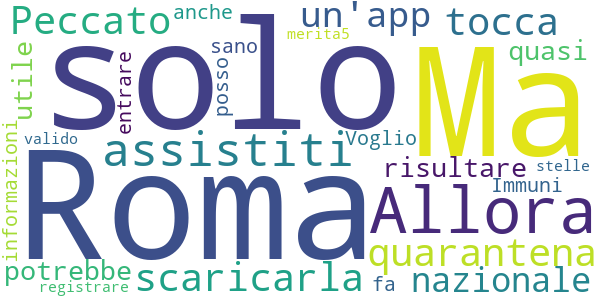 Peccato
anche
un'app
tocca
merita5
solo
Ma
utile
sano
quasi
entrare
posso
informazioni
valido
Voglio
assistiti
Roma
risultare
stelle
Immuni
Allora
quarantena
potrebbe
scaricarla
fa
nazionale
registrare